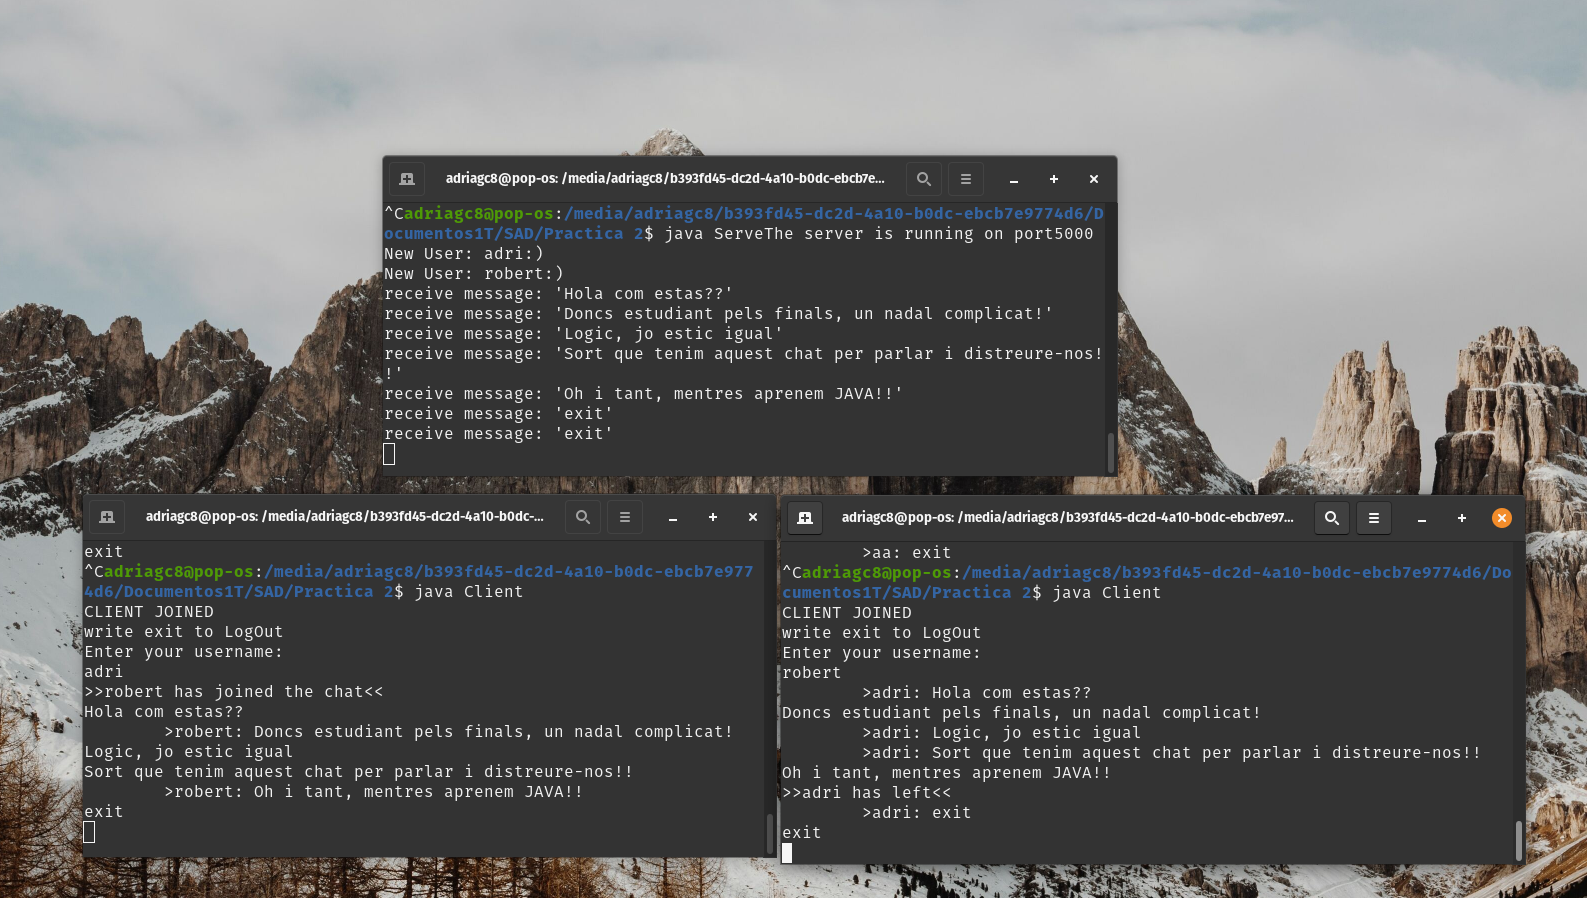 adriagc8@pop-os: /media/adriagc8/b393fd45-dc2d-4a10-b0dc-ebcb7e...
^Cadriagc8@pop-os:/media/adriagc8/b393fd45-dc2d-4a10-b0dc-ebcb7e9774d6/D
ocumentos1T/SAD/Practica 2$ java ServeThe server is running on port5000
New User: adri:)
New User: robert:)
receive message: 'Hola com estas??'
receive message: 'Doncs estudiant pels finals, un nadal complicat!'
receive message: 'Logic, jo estic igual'
receive message: 'Sort que tenim aquest chat per parlar i distreure-nos!
!'
receive message: 'Oh i tant, mentres aprenem JAVA!!'
receive message: 'exit'
receive message: 'exit'
adriagc8@pop-os: /media/adriagc8/b393fd45-dc2d-4a10-b0dc-...
exit
^Cadriagc8@pop-os:/media/adriagc8/b393fd45-dc2d-4a10-b0dc-ebcb7e977
4d6/Documentos1T/SAD/Practica 2$ java Client
CLIENT JOINED
write exit to LogOut
Enter your username:
adri
>>robert has joined the chat<<
Hola com estas??
>robert: Doncs estudiant pels finals, un nadal complicat!
Logic, jo estic igual
Sort que tenim aquest chat per parlar i distreure-nos!!
>robert: Oh i tant, mentres aprenem JAVA!!
exit
adriagc8@pop-os: /media/adriagc8/b393fd45-dc2d-4a10-b0dc-ebcb7e97...
>aa: exit
^Cadriagc8@pop-os:/media/adriagc8/b393fd45-dc2d-4a10-b0dc-ebcb7e9774d6/Do
cumentos1T/SAD/Practica 2$ java Client
CLIENT JOINED
write exit to LogOut
Enter your username:
robert
>adri: Hola com estas??
Doncs estudiant pels finals, un nadal complicat!
>adri: Logic, jo estic igual
>adri: Sort que tenim aquest chat per parlar i distreure-nos!!
Oh i tant, mentres aprenem JAVA!!
>>adri has left<<
>adri: exit
exit